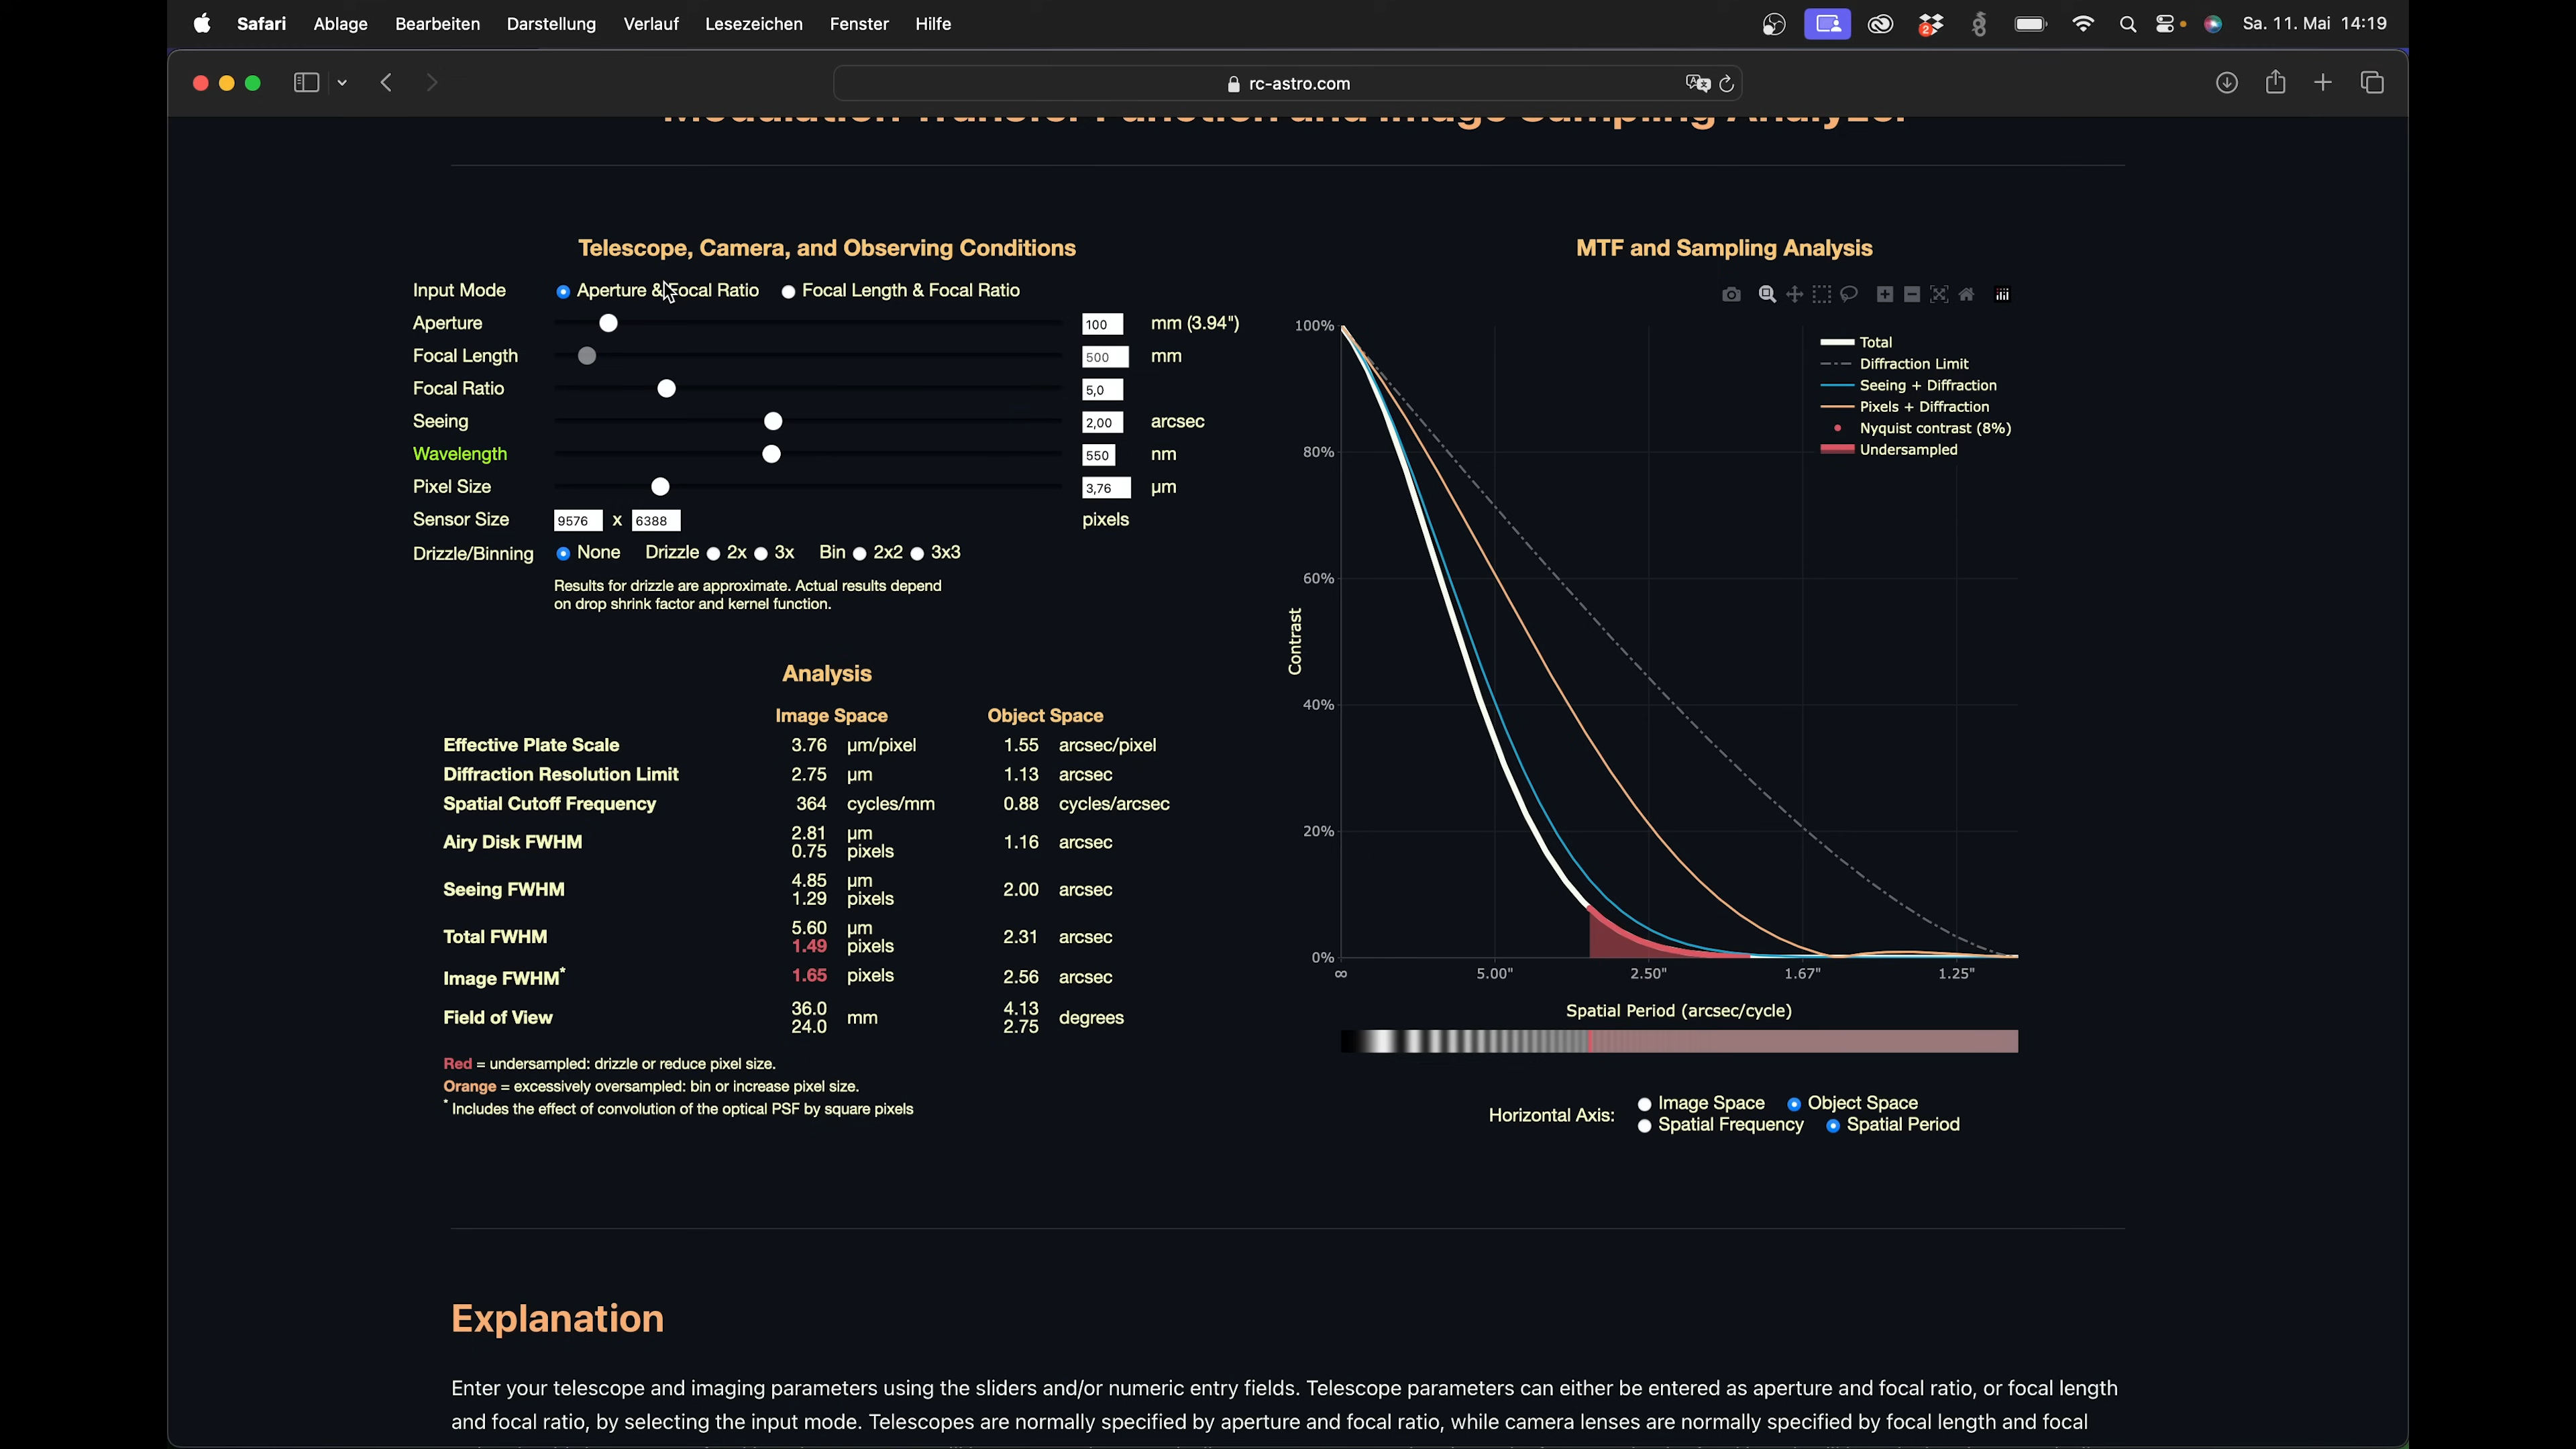 Safari Ablage Bearbeiten Darstellung Verlauf Lesezeichen Fenster Hilfe 2 Sa. 11. Mai 14:19
rc-astro.com
Modulation Transfer Function and Image Sampling Analyzer
Telescope, Camera, and Observing Conditions
Input Mode Aperture & Focal Ratio Focal Length & Focal Ratio
Aperture 100 mm (3.94")
Focal Length 500 mm
Focal Ratio 5,0
Seeing 2,00 arcsec
Wavelength 550 nm
Pixel Size 3,76 µm
Sensor Size 9576 x 6388 pixels
Drizzle/Binning None Drizzle 2x 3x Bin 2x2 3x3
Results for drizzle are approximate. Actual results depend
on drop shrink factor and kernel function.
Analysis
Image Space Object Space
Effective Plate Scale 3.76 µm/pixel 1.55 arcsec/pixel
Diffraction Resolution Limit 2.75 µm 1.13 arcsec
Spatial Cutoff Frequency 364 cycles/mm 0.88 cycles/arcsec
Airy Disk FWHM 2.81 µm 1.16 arcsec
0.75 pixels
Seeing FWHM 4.85 µm 2.00 arcsec
1.29 pixels
Total FWHM 5.60 µm 2.31 arcsec
1.49 pixels
Image FWHM* 1.65 pixels 2.56 arcsec
Field of View 36.0 mm 4.13 degrees
24.0 2.75
Red = undersampled: drizzle or reduce pixel size.
Orange = excessively oversampled: bin or increase pixel size.
* Includes the effect of convolution of the optical PSF by square pixels
MTF and Sampling Analysis
Total
Diffraction Limit
Seeing + Diffraction
Pixels + Diffraction
Nyquist contrast (8%)
Undersampled
100%
80%
60%
40%
20%
0%
Contrast
∞ 5.00" 2.50" 1.67" 1.25"
Spatial Period (arcsec/cycle)
Horizontal Axis: Image Space Object Space
Spatial Frequency Spatial Period
Explanation
Enter your telescope and imaging parameters using the sliders and/or numeric entry fields. Telescope parameters can either be entered as aperture and focal ratio, or focal length
and focal ratio, by selecting the input mode. Telescopes are normally specified by aperture and focal ratio, while camera lenses are normally specified by focal length and focal